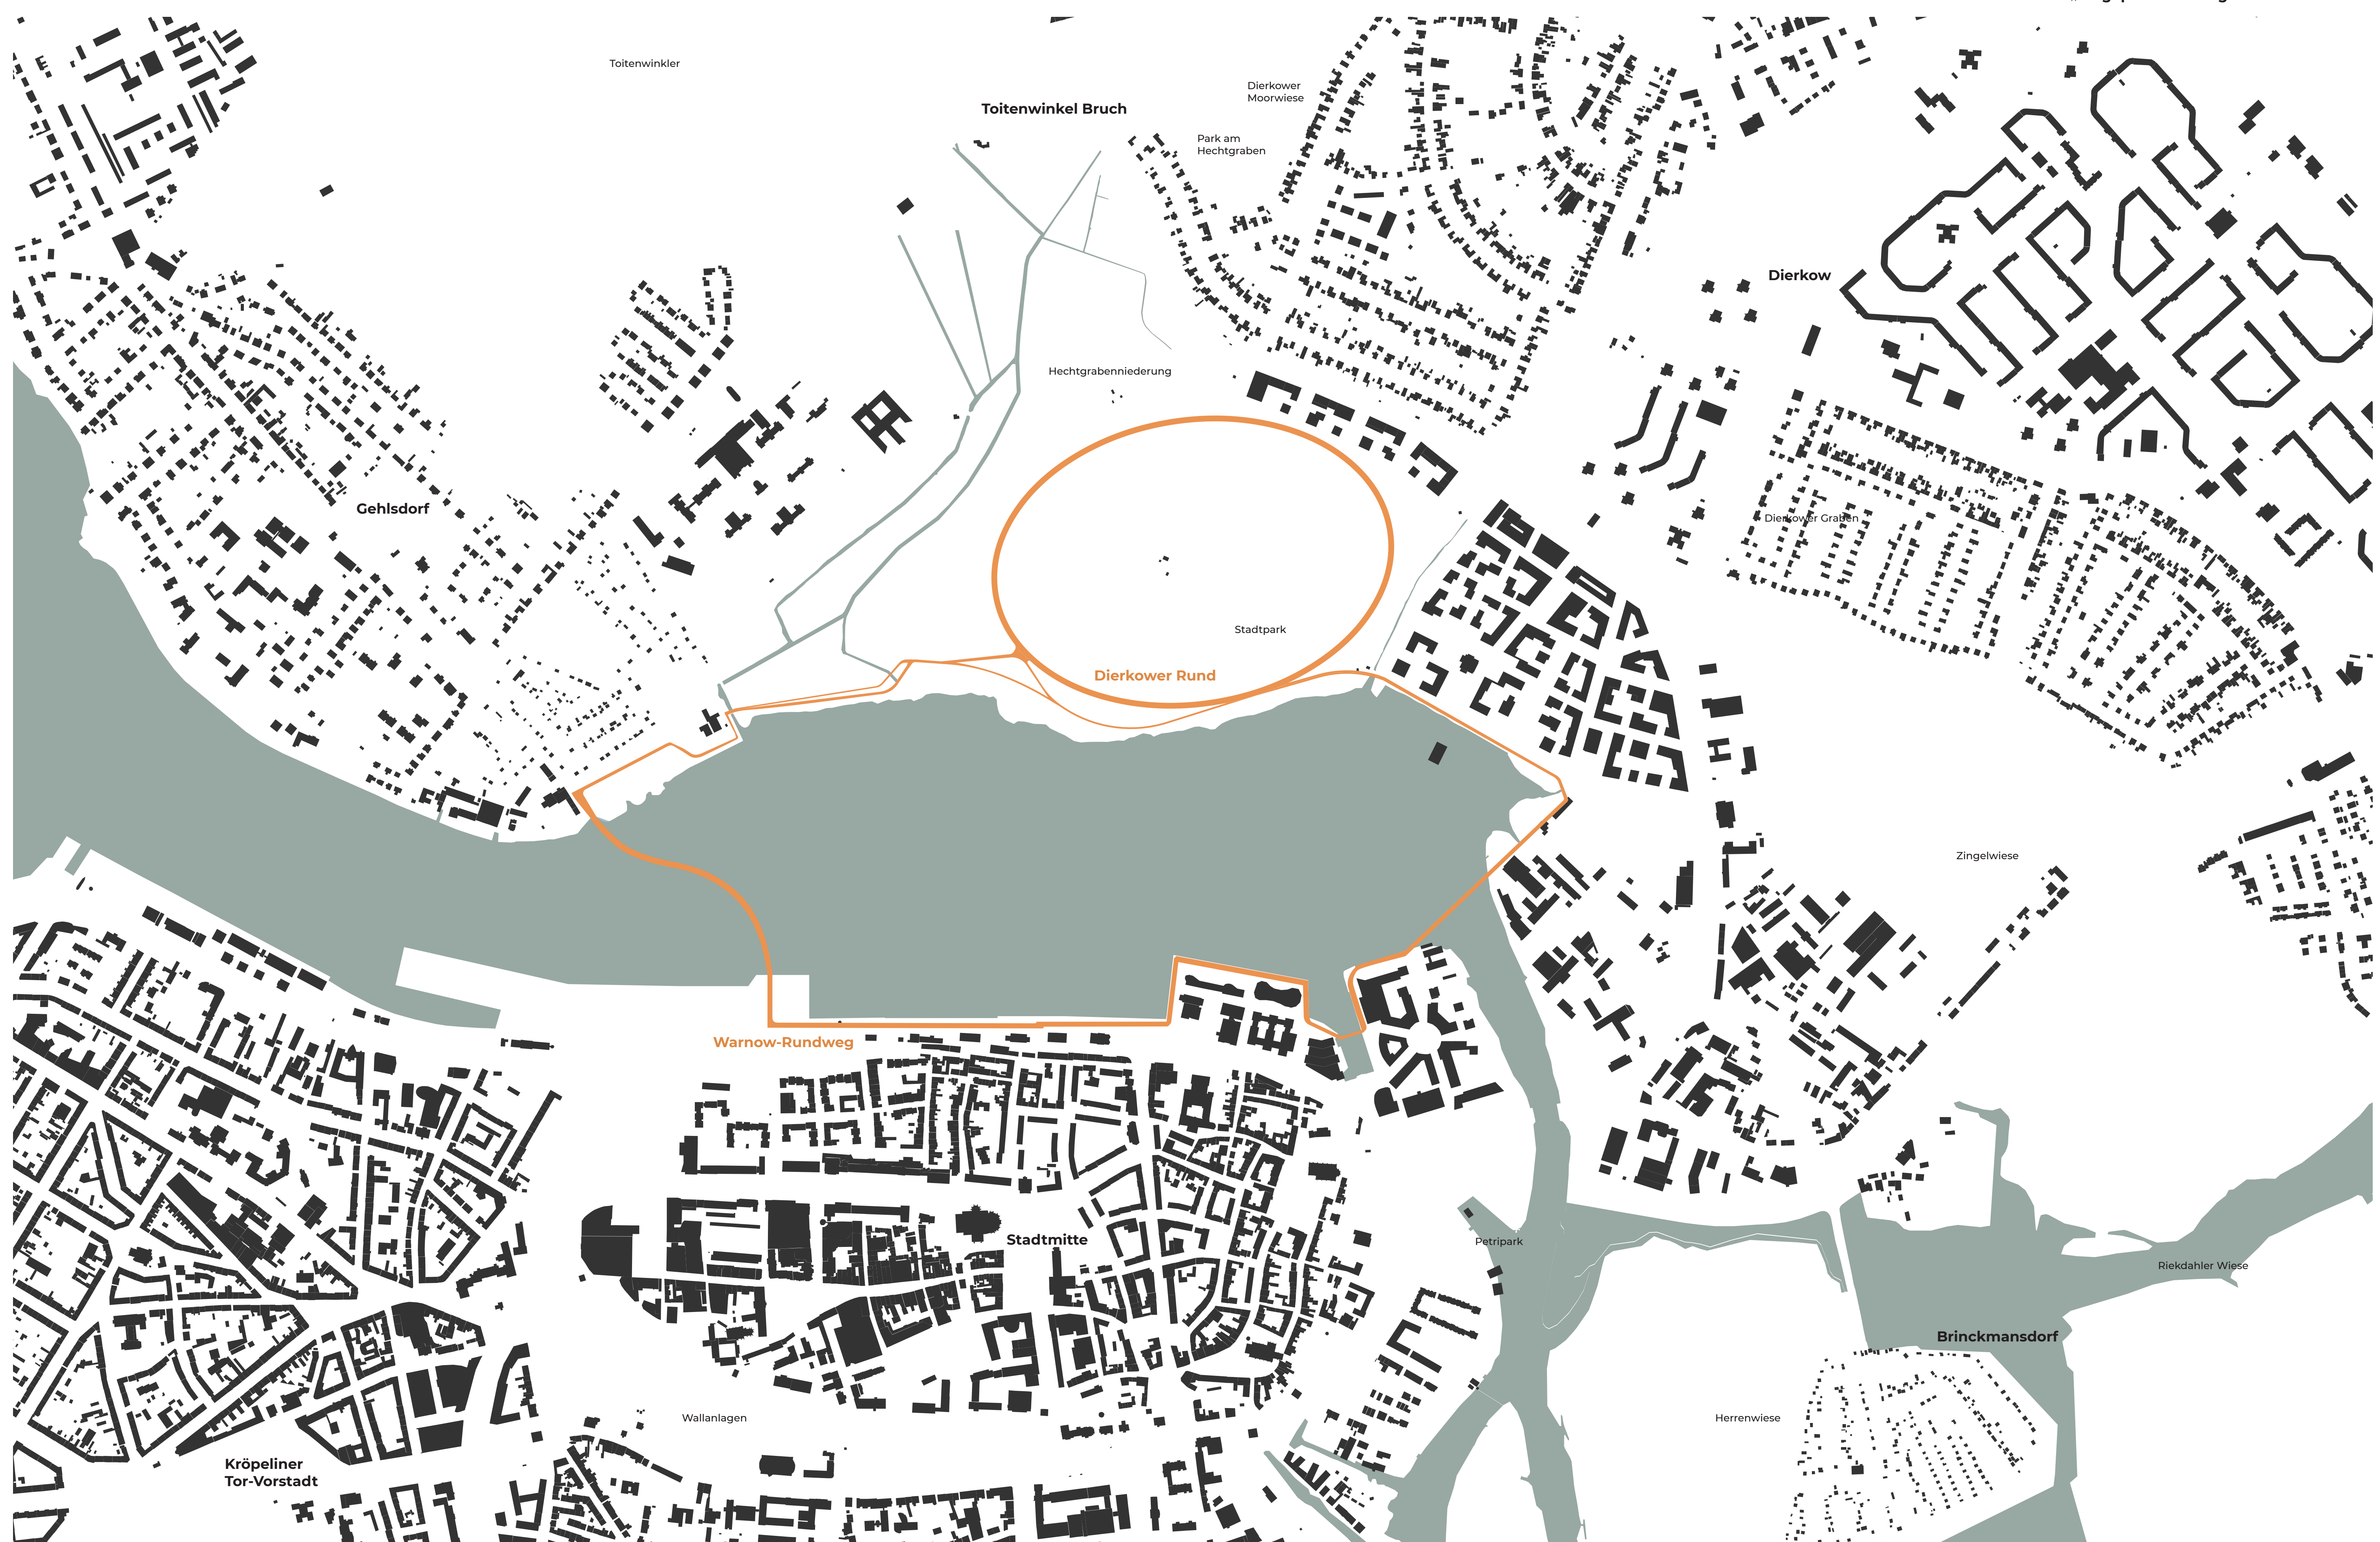 Toitenwinkler
Dierkower
Moorwiese
Toitenwinkel Bruch
Park am
Hechtgraben
Dierkow
Hechtgrabenniederung
Gehlsdorf
Dierkower Graben
Stadtpark
Dierkower Rund
Zingelwiese
Warnow-Rundweg
Stadtmitte
Petripark
Riekdahler Wiese
Brinckmansdorf
Wallanlagen
Herrenwiese
Kröpeliner
Tor-Vorstadt